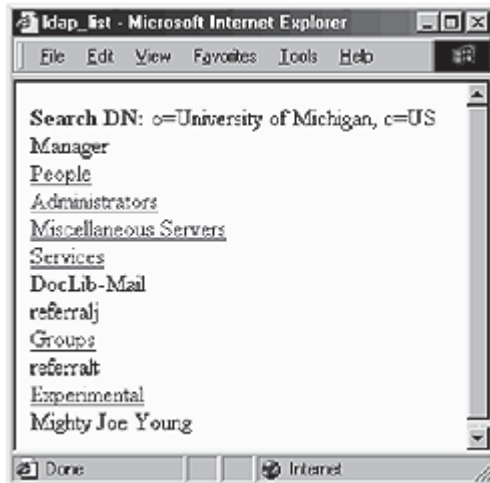 ldap_list - Microsoft Internet Explorer
File Edit View Favorites Tools Help
Search DN: o=University of Michigan, c=US
Manager
People
Administrators
Miscellaneous Servers
Services
DocLib-Mail
referralj
Groups
referralt
Experimental
Mighty Joe Young
Done Internet